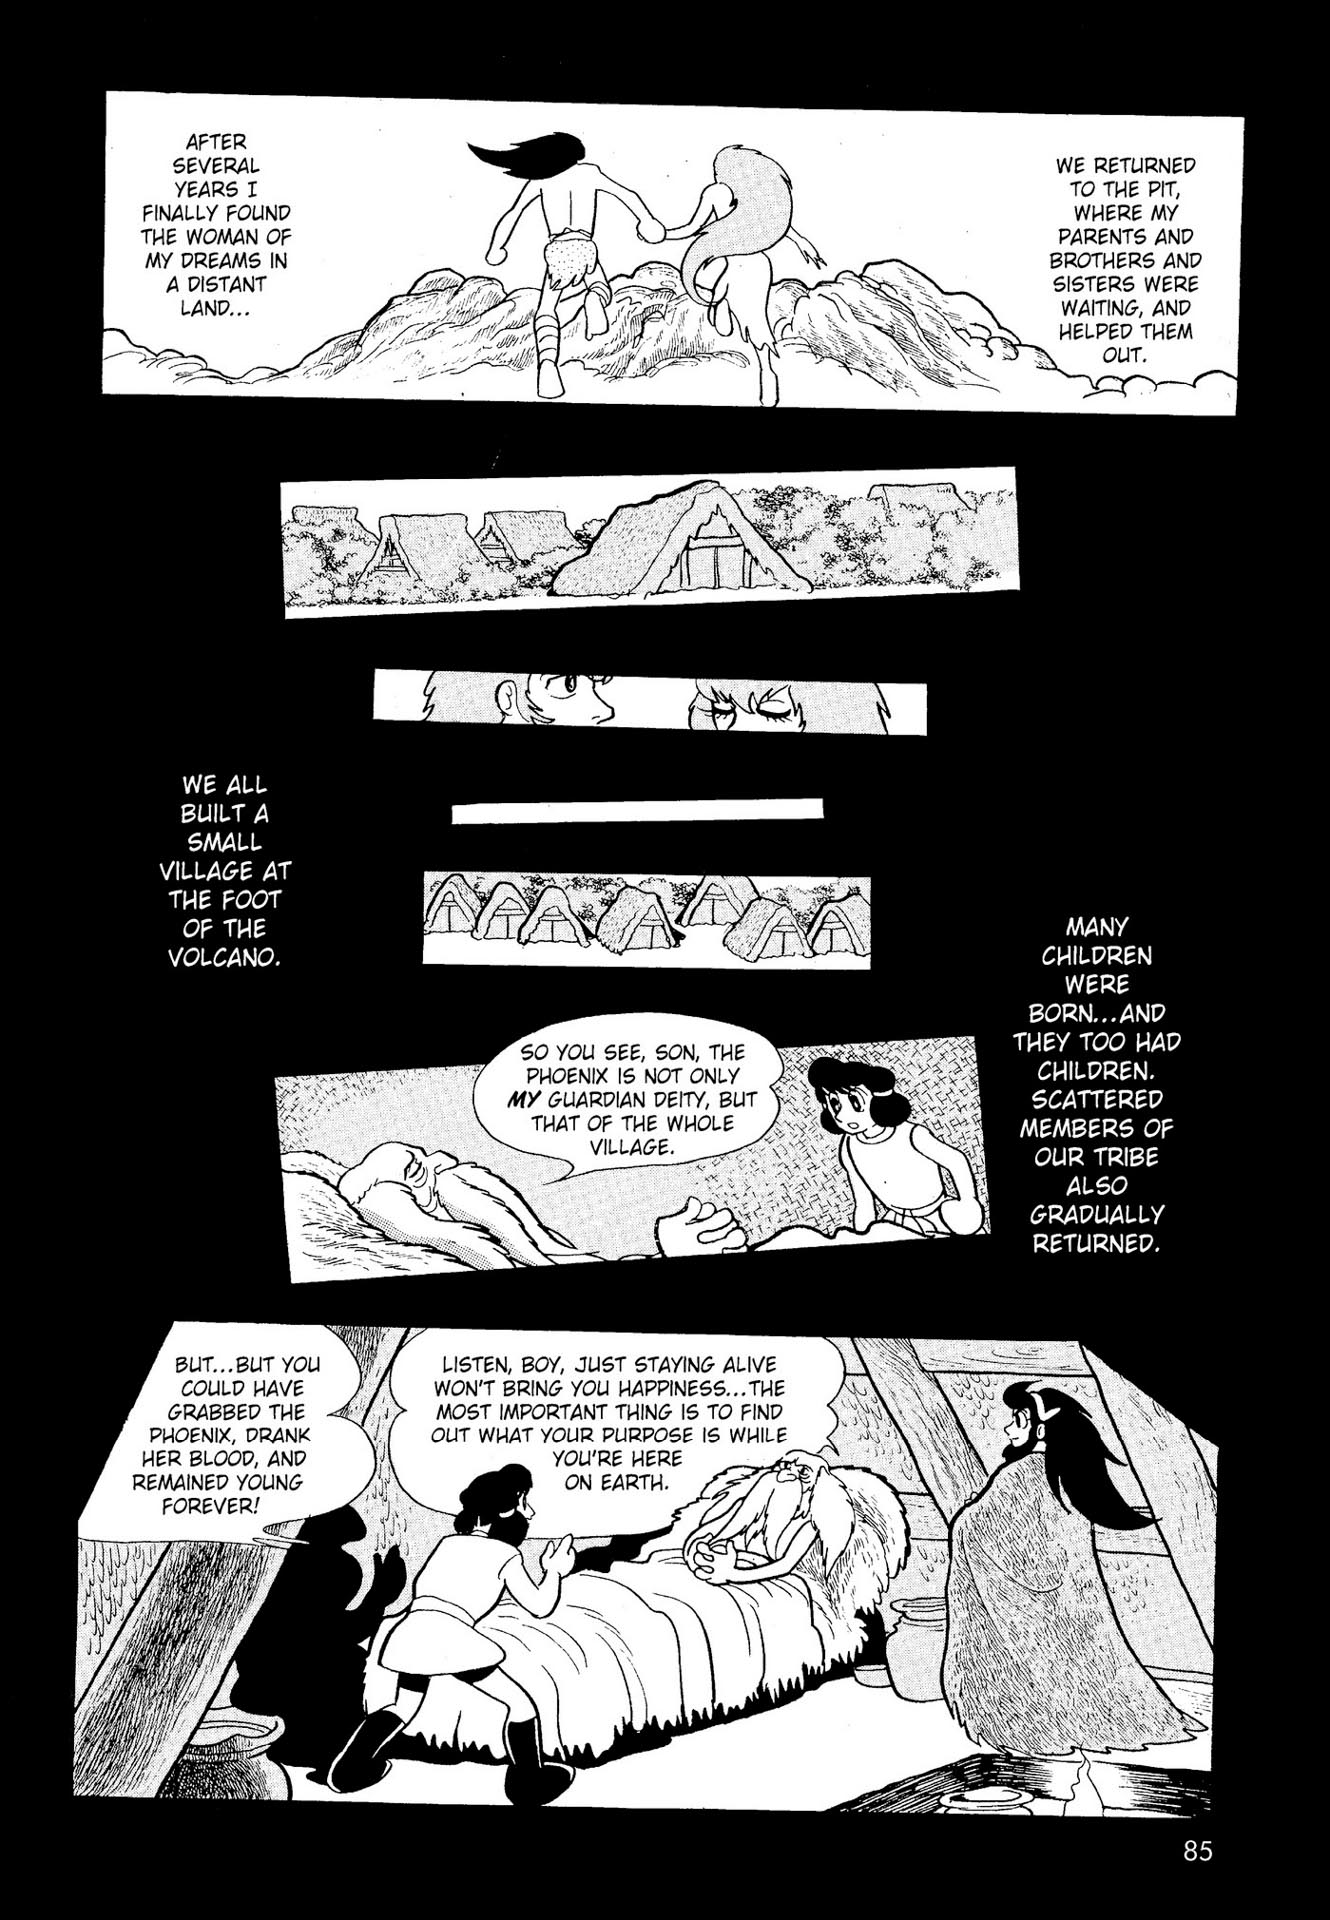 AFTER
SEVERAL
YEARS I
FINALLY FOUND
THE WOMAN OF
MY DREAMS IN
A DISTANT
LAND...
WE RETURNED
TO THE PIT,
WHERE MY
PARENTS AND
BROTHERS AND
SISTERS WERE
WAITING, AND
HELPED THEM
OUT.
WE ALL
BUILT A
SMALL
VILLAGE AT
THE FOOT
OF THE
VOLCANO.
MANY
CHILDREN
WERE
BORN...AND
THEY TOO HAD
CHILDREN.
SCATTERED
MEMBERS OF
OUR TRIBE
ALSO
GRADUALLY
RETURNED.
SO YOU SEE, SON, THE
PHOENIX IS NOT ONLY
MY GUARDIAN DEITY, BUT
THAT OF THE WHOLE
VILLAGE.
BUT...BUT YOU
COULD HAVE
GRABBED THE
PHOENIX, DRANK
HER BLOOD, AND
REMAINED YOUNG
FOREVER!
LISTEN, BOY, JUST STAYING ALIVE
WON'T BRING YOU HAPPINESS...THE
MOST IMPORTANT THING IS TO FIND
OUT WHAT YOUR PURPOSE IS WHILE
YOU'RE HERE
ON EARTH.
85